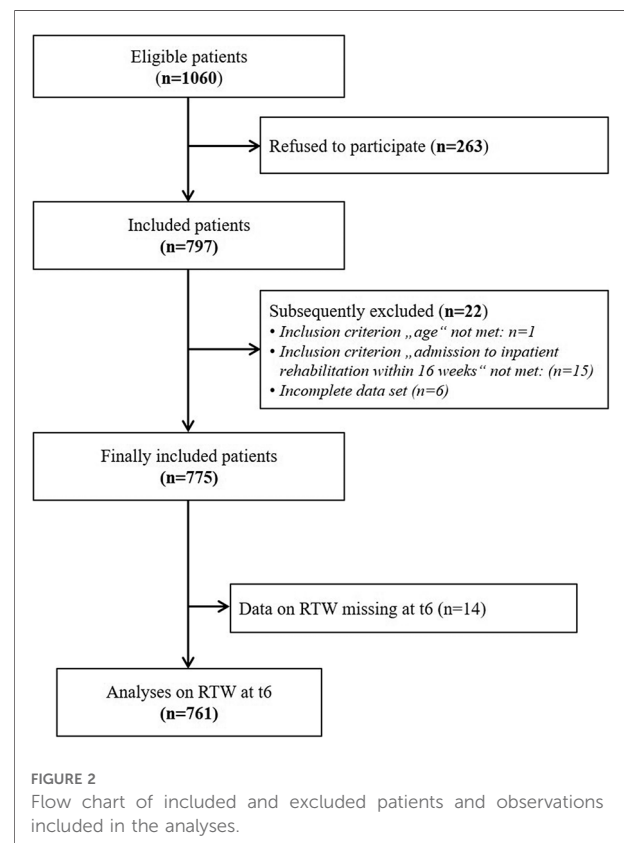 Eligible patients
(n=1060)
Refused to participate (n=263)
Included patients
(n=797)
Subsequently excluded (n=22)
• Inclusion criterion „age“ not met: n=1
• Inclusion criterion „admission to inpatient
rehabilitation within 16 weeks“ not met: (n=15)
• Incomplete data set (n=6)
Finally included patients
(n=775)
Data on RTW missing at t6 (n=14)
Analyses on RTW at t6
(n=761)
FIGURE 2
Flow chart of included and excluded patients and observations
included in the analyses.